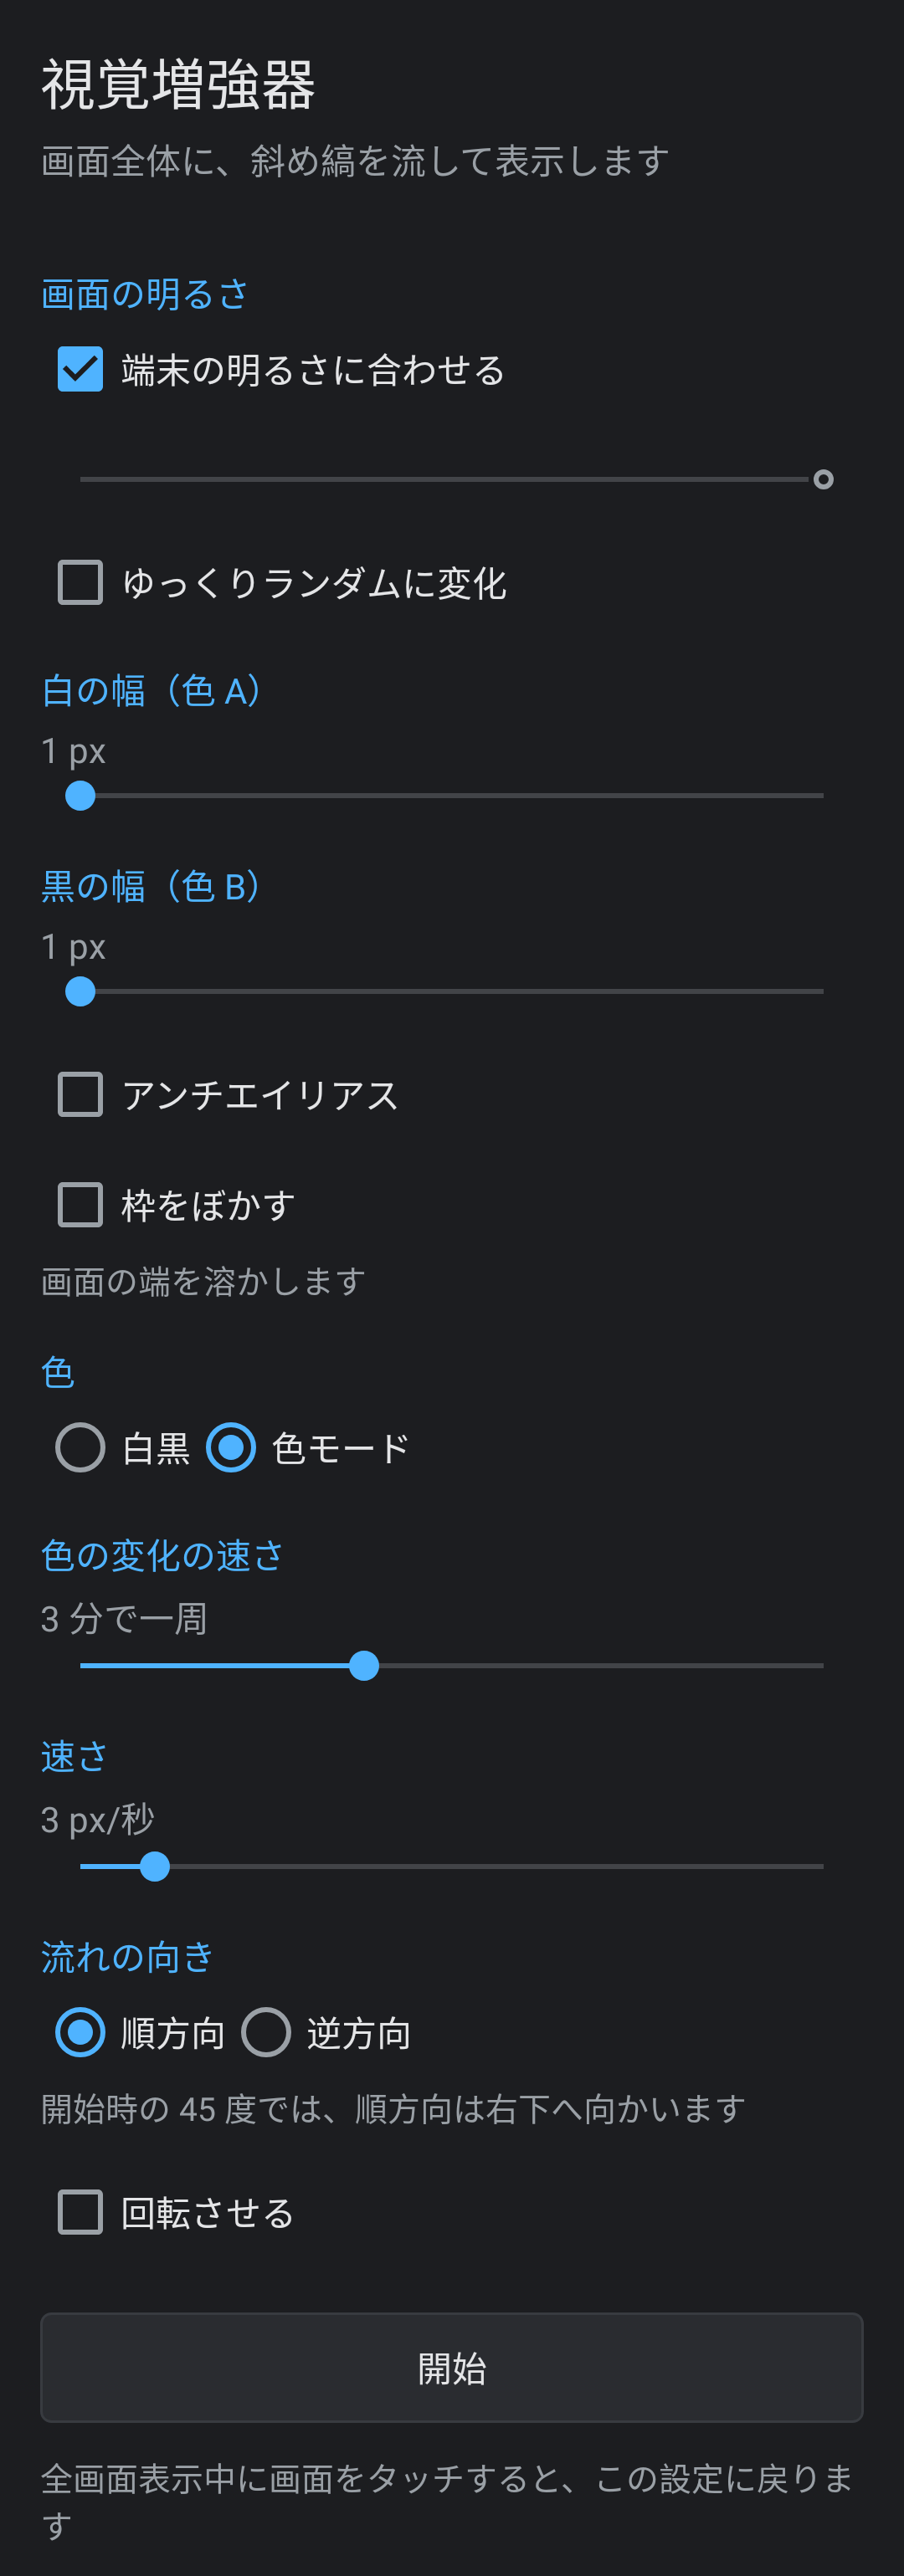 視覚増強器
画面全体に、斜め縞を流して表示します
画面の明るさ
端末の明るさに合わせる
ゆっくりランダムに変化
白の幅（色 A）
1 px
黒の幅（色 B）
1 px
アンチエイリアス
枠をぼかす
画面の端を溶かします
色
白黒 色モード
色の変化の速さ
3 分で一周
速さ
3 px/秒
流れの向き
順方向 逆方向
開始時の 45 度では、順方向は右下へ向かいます
回転させる
開始
全画面表示中に画面をタッチすると、この設定に戻りま
す